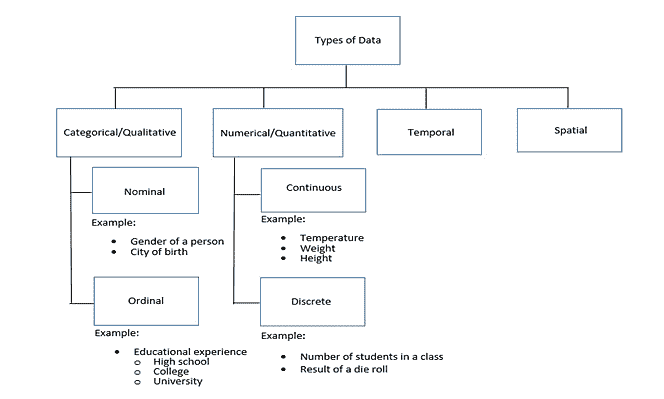 Types of Data
Categorical/Qualitative
Numerical/Quantitative
Temporal
Spatial
Nominal
Example:
• Gender of a person
• City of birth
Ordinal
Example:
• Educational experience
o High school
o College
o University
Continuous
Example:
• Temperature
• Weight
• Height
Discrete
Example:
• Number of students in a class
• Result of a die roll